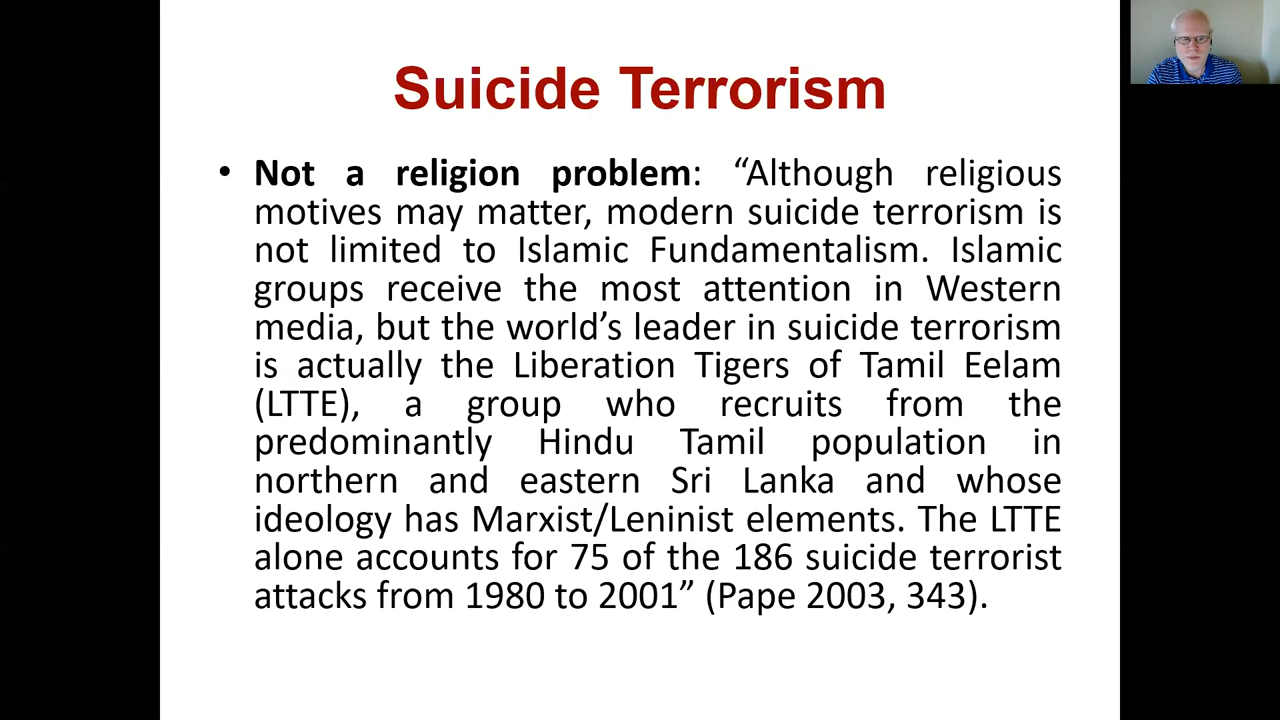 Suicide Terrorism
• Not a religion problem: “Although religious
motives may matter, modern suicide terrorism is
not limited to Islamic Fundamentalism. Islamic
groups receive the most attention in Western
media, but the world’s leader in suicide terrorism
is actually the Liberation Tigers of Tamil Eelam
(LTTE), a group who recruits from the
predominantly Hindu Tamil population in
northern and eastern Sri Lanka and whose
ideology has Marxist/Leninist elements. The LTTE
alone accounts for 75 of the 186 suicide terrorist
attacks from 1980 to 2001” (Pape 2003, 343).